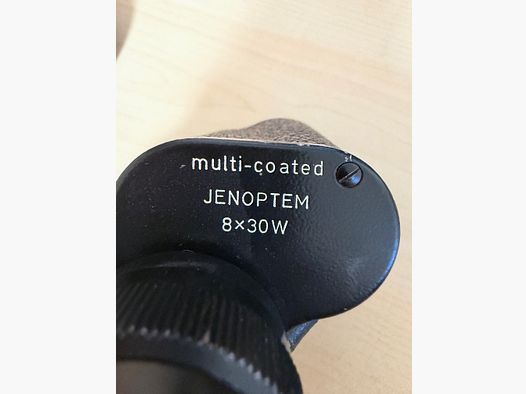 multi-coated
JENOPTEM
8×30W